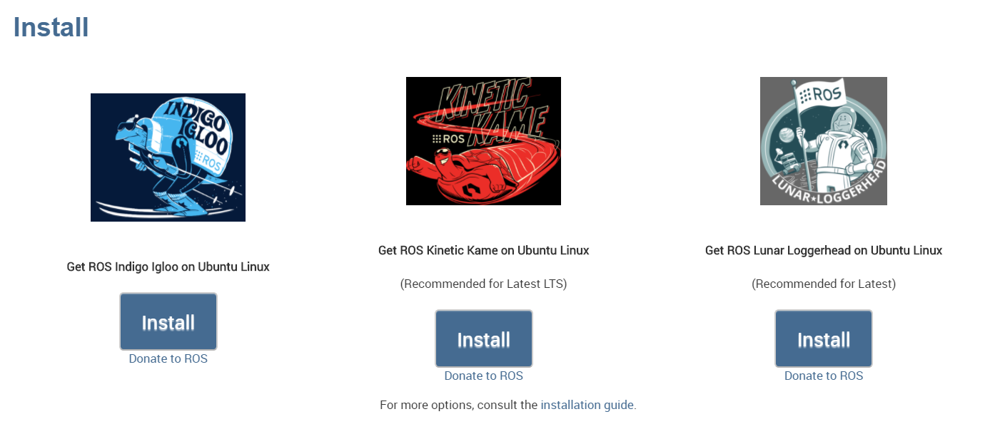 Install
INDIGO
IGLOO
ROS
Get ROS Indigo Igloo on Ubuntu Linux
Install
Donate to ROS
KINETIC
KAME
ROS
Get ROS Kinetic Kame on Ubuntu Linux
(Recommended for Latest LTS)
Install
Donate to ROS
ROS
LUNAR★LOGGERHEAD
Get ROS Lunar Loggerhead on Ubuntu Linux
(Recommended for Latest)
Install
Donate to ROS
For more options, consult the installation guide.